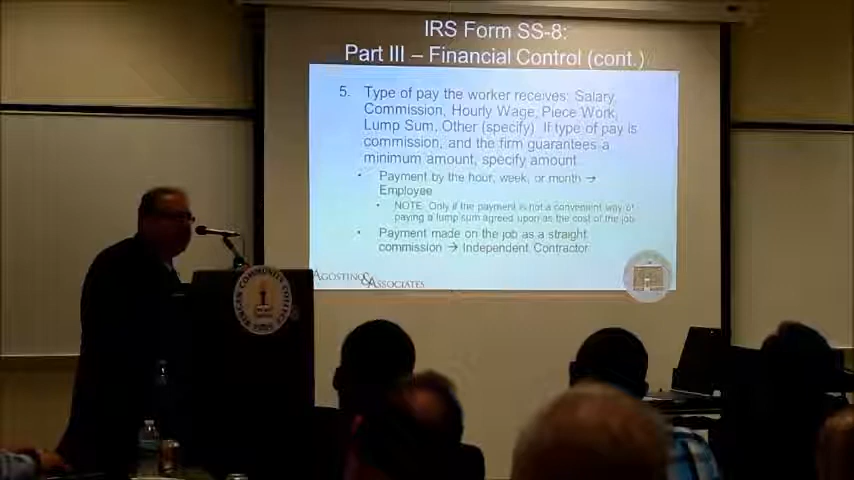 IRS Form SS-8:
Part III – Financial Control (cont.)
5. Type of pay the worker receives: Salary,
Commission, Hourly Wage, Piece Work,
Lump Sum, Other (specify) If type of pay is
commission, and the firm guarantees a
minimum amount, specify amount
• Payment by the hour, week, or month →
Employee
• NOTE: Only if the payment is not a convenient way of
paying a lump sum agreed upon as the cost of the job
• Payment made on the job as a straight
commission → Independent Contractor
AGOSTINO & ASSOCIATES
BERGEN COMMUNITY COLLEGE